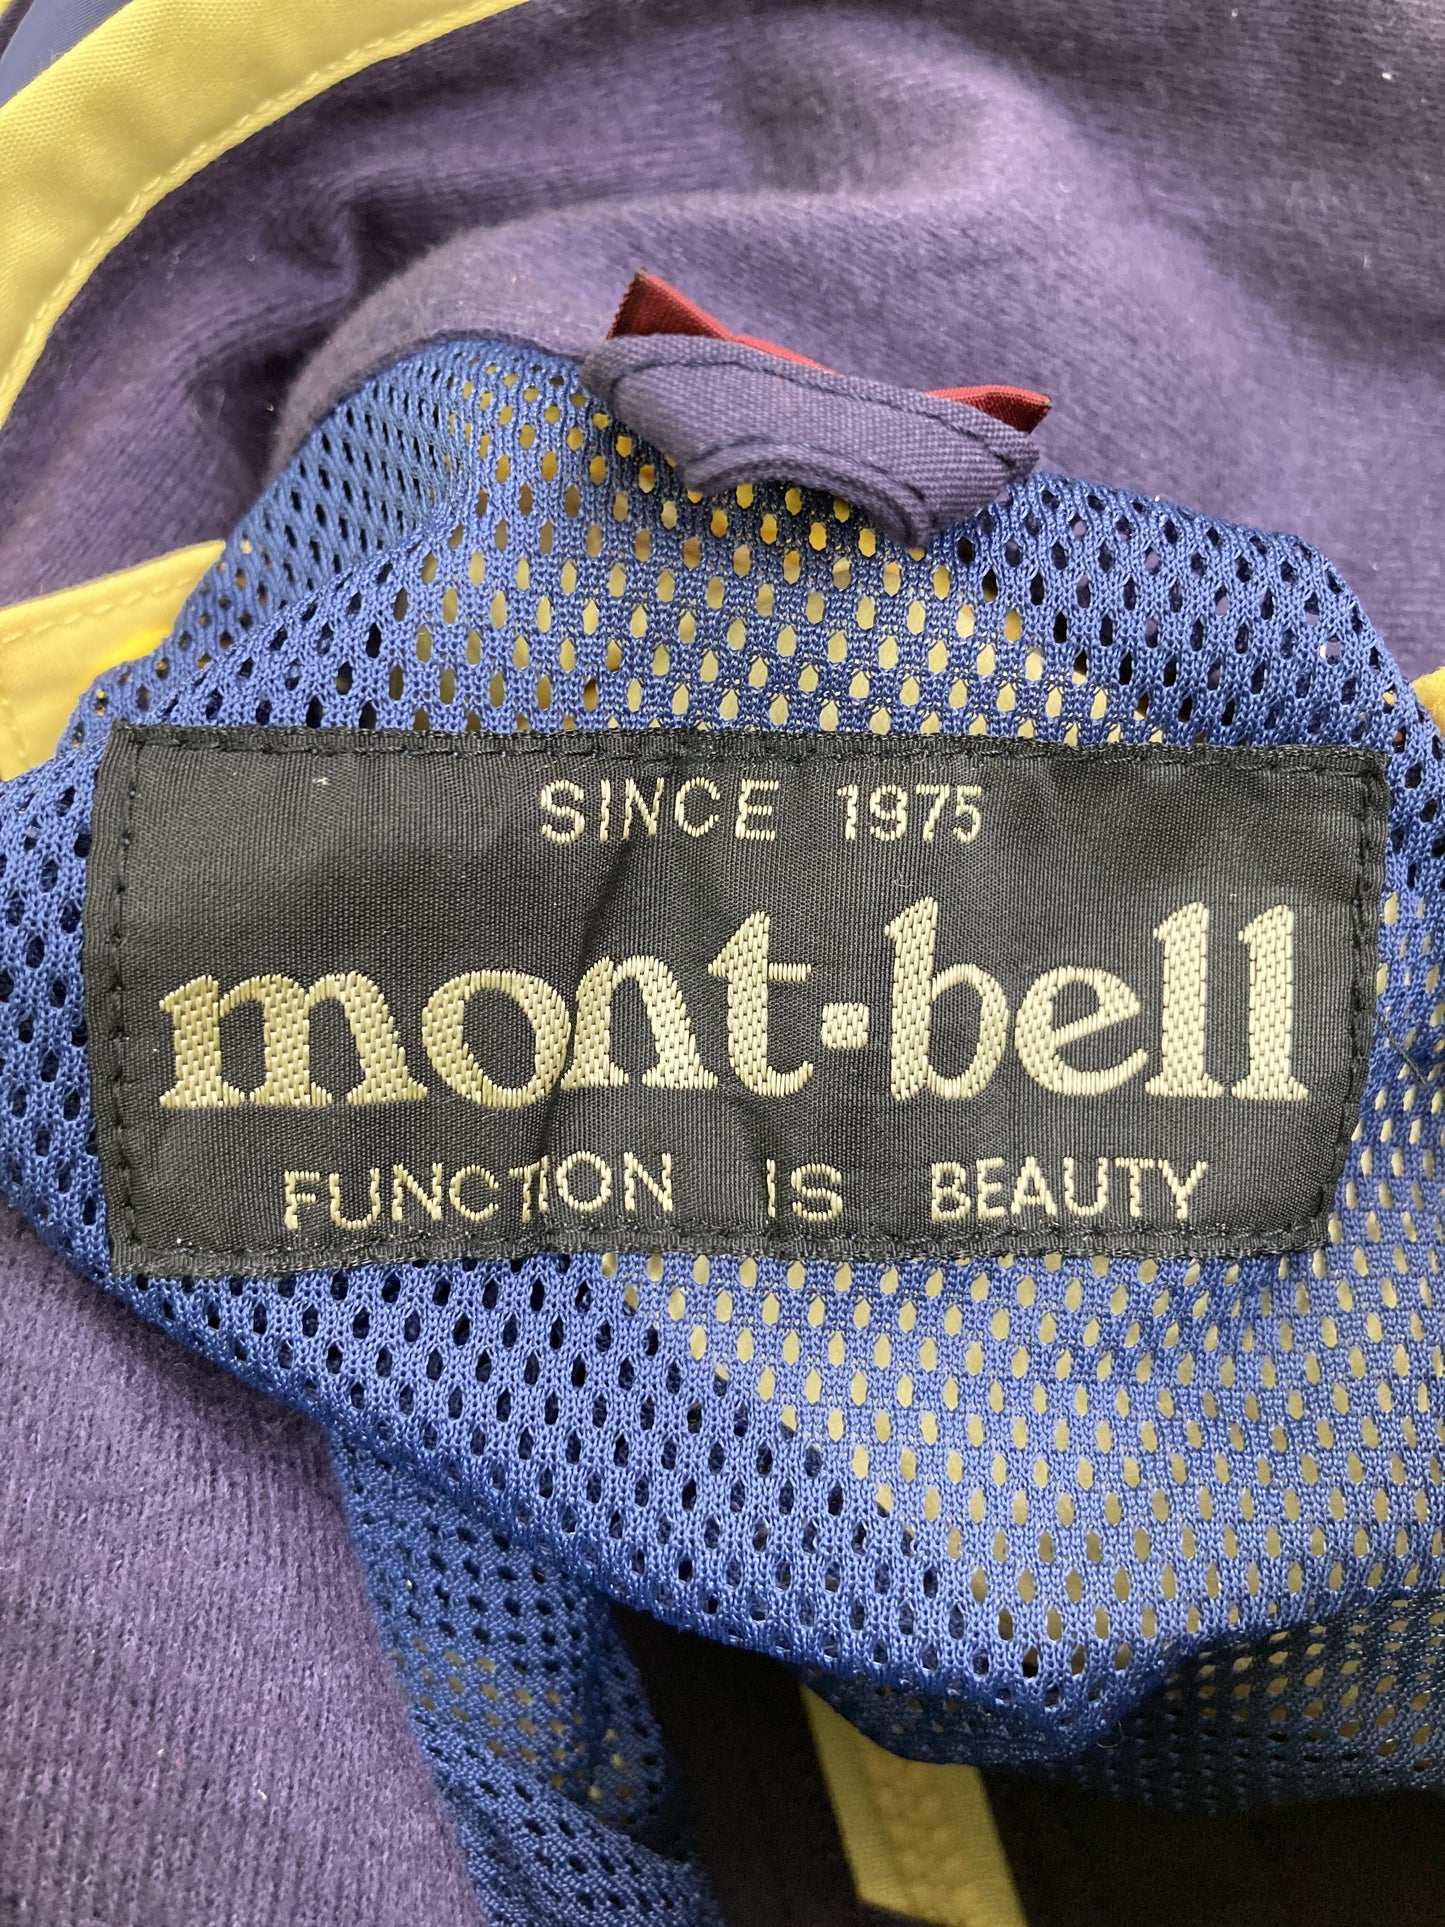 SINCE 1975
mont-bell
FUNCTION IS BEAUTY